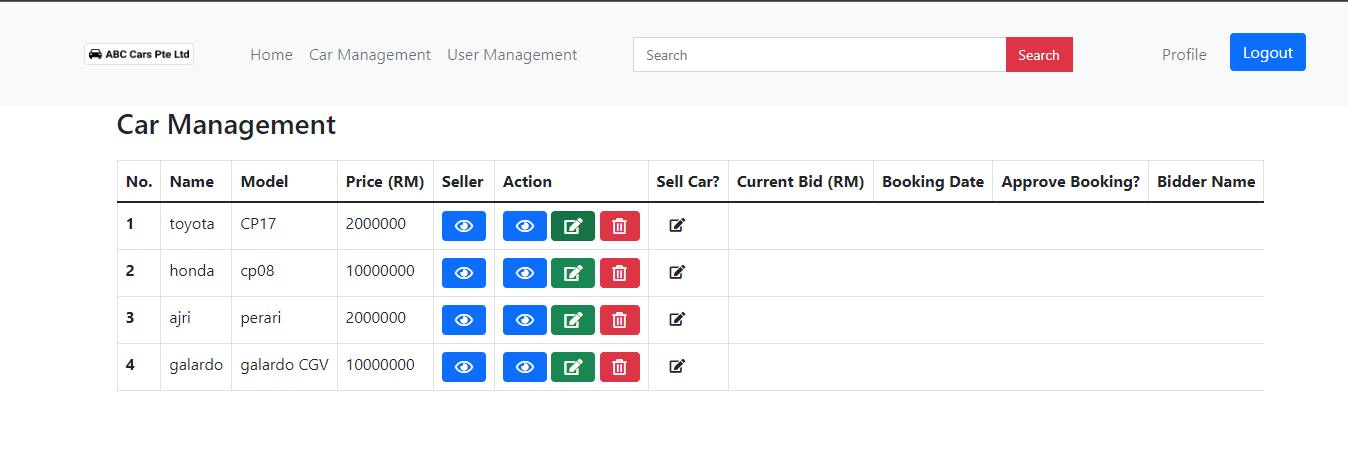 ABC Cars Pte Ltd Home Car Management User Management Search Search Profile Logout
Car Management
No. Name Model Price (RM) Seller Action Sell Car? Current Bid (RM) Booking Date Approve Booking? Bidder Name
1 toyota CP17 2000000
2 honda cp08 10000000
3 ajri perari 2000000
4 galardo galardo CGV 10000000